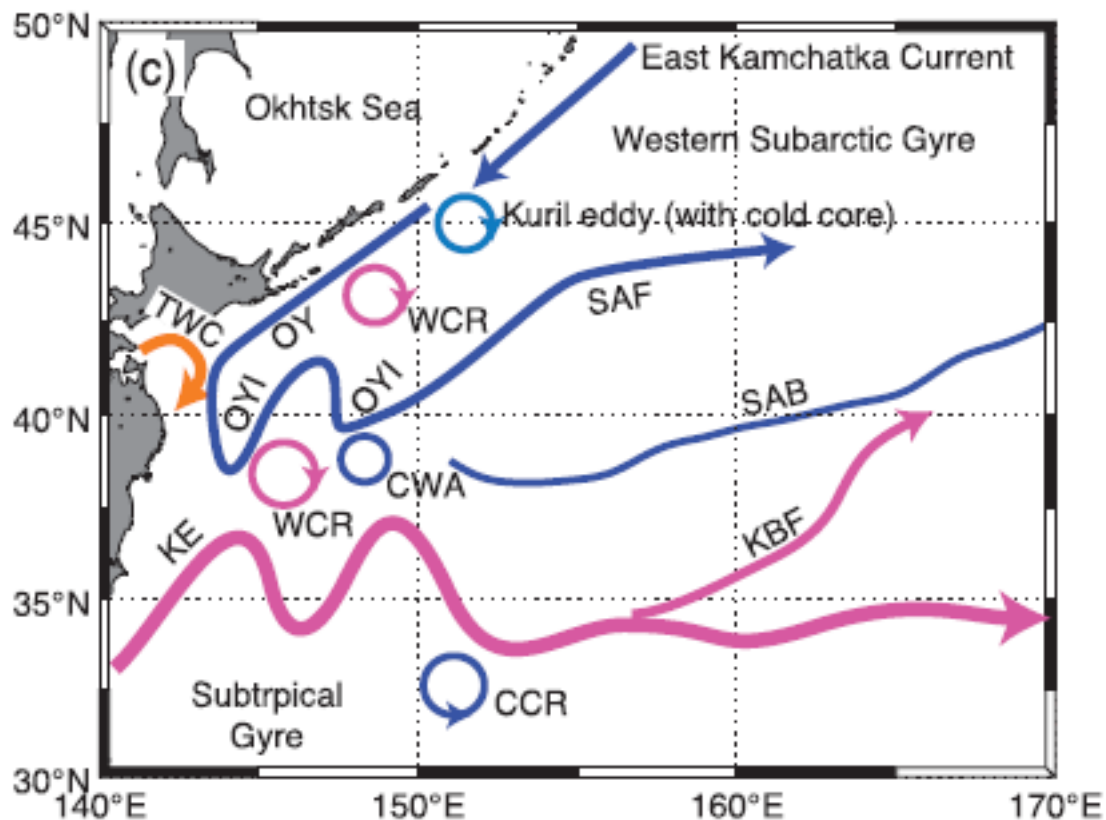 50°N
(c)
East Kamchatka Current
Okhtsk Sea
Western Subarctic Gyre
45°N
Kuril eddy (with cold core)
SAF
TWC
OY
WCR
OYI
OYI
40°N
SAB
CWA
WCR
KE
KBF
35°N
Subtrpical
Gyre
CCR
30°N
140°E
150°E
160°E
170°E